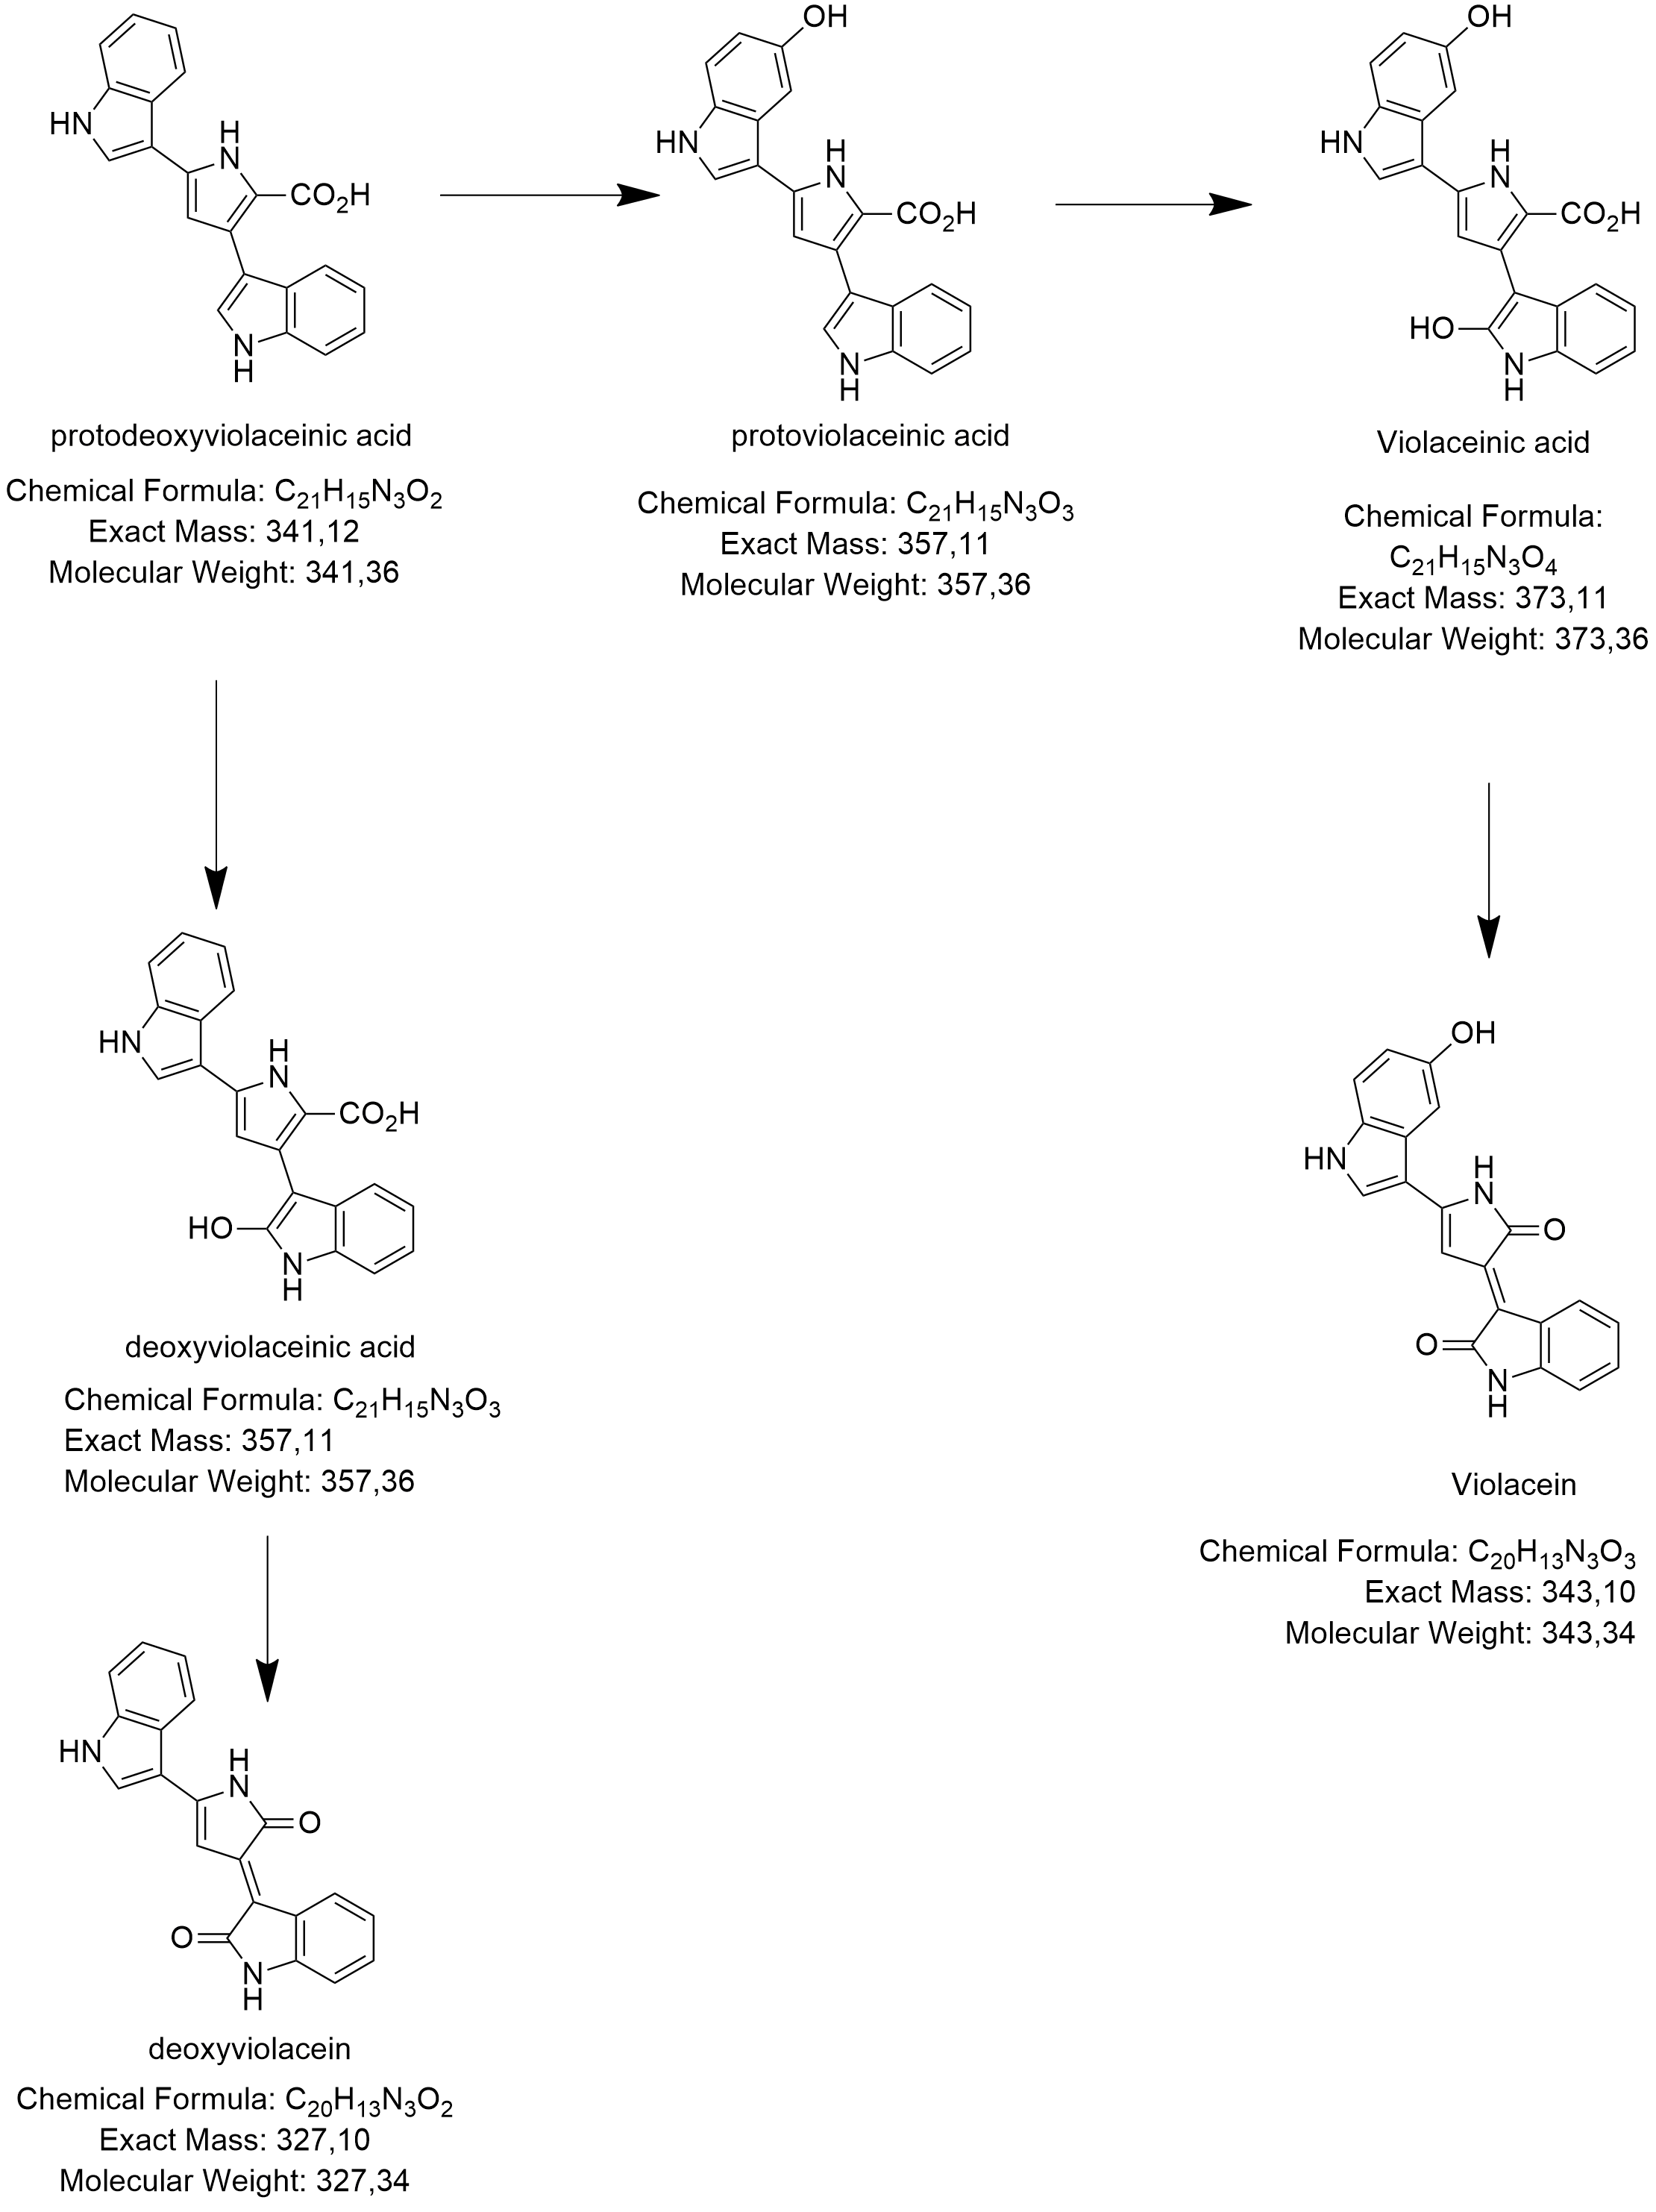 OH
OH
HN
H
N
CO2H
N
H
HN
H
N
CO2H
N
H
HN
H
N
CO2H
HO
N
H
protodeoxyviolaceinic acid
Chemical Formula: C21H15N3O2
Exact Mass: 341,12
Molecular Weight: 341,36
protoviolaceinic acid
Chemical Formula: C21H15N3O3
Exact Mass: 357,11
Molecular Weight: 357,36
Violaceinic acid
Chemical Formula:
C21H15N3O4
Exact Mass: 373,11
Molecular Weight: 373,36
HN
H
N
CO2H
HO
N
H
deoxyviolaceinic acid
Chemical Formula: C21H15N3O3
Exact Mass: 357,11
Molecular Weight: 357,36
OH
HN
H
N
O
O
N
H
Violacein
Chemical Formula: C20H13N3O3
Exact Mass: 343,10
Molecular Weight: 343,34
HN
H
N
O
O
N
H
deoxyviolacein
Chemical Formula: C20H13N3O2
Exact Mass: 327,10
Molecular Weight: 327,34